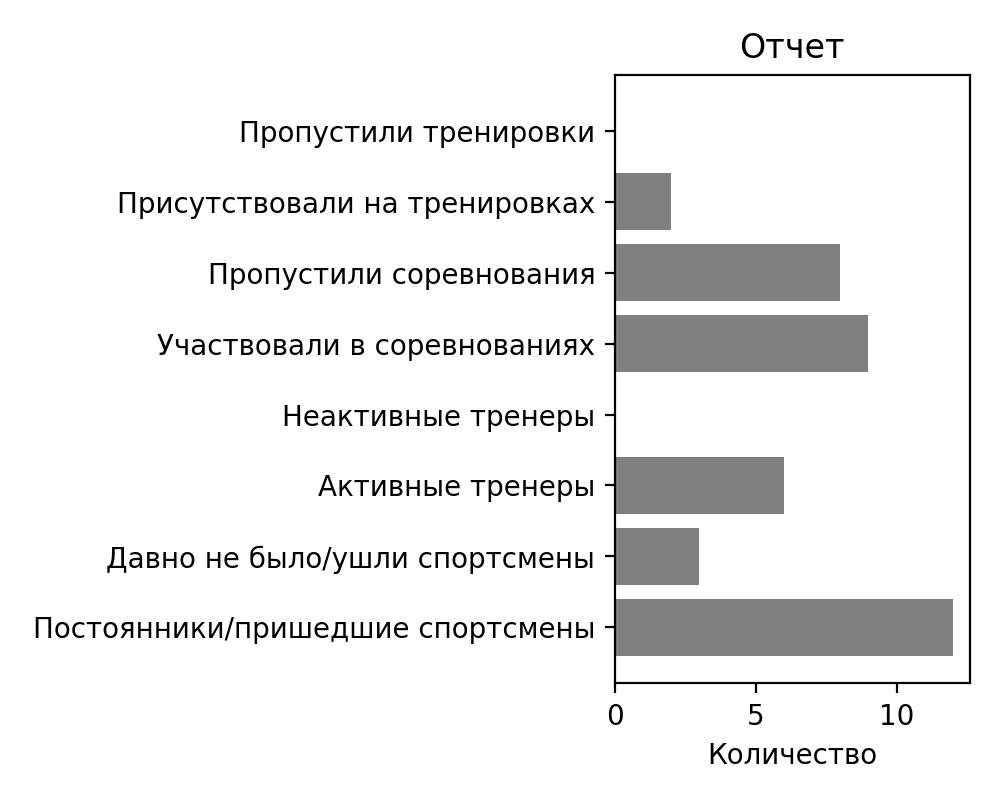 Отчет
Пропустили тренировки
Присутствовали на тренировках
Пропустили соревнования
Участвовали в соревнованиях
Неактивные тренеры
Активные тренеры
Давно не было/ушли спортсмены
Постоянники/пришедшие спортсмены
0 5 10
Количество